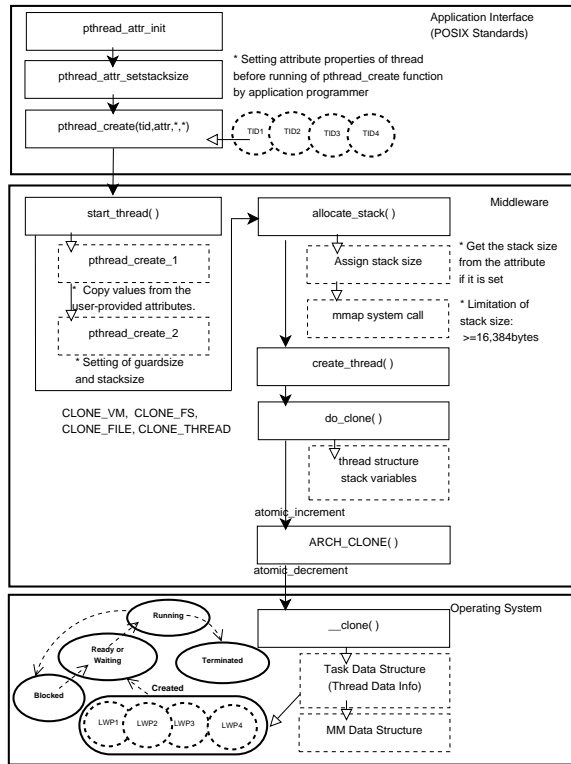 Application Interface
(POSIX Standards)
pthread_attr_init
pthread_attr_setstacksize
* Setting attribute properties of thread
before running of pthread_create function
by application programmer
pthread_create(tid,attr,*,*)
TID1
TID2
TID3
TID4
Middleware
start_thread( )
allocate_stack( )
pthread_create_1
Assign stack size
* Get the stack size
from the attribute
if it is set
* Copy values from the
user-provided attributes.
mmap system call
* Limitation of
stack size:
>=16,384bytes
pthread_create_2
* Setting of guardsize
and stacksize
create_thread( )
CLONE_VM, CLONE_FS,
CLONE_FILE, CLONE_THREAD
do_clone( )
thread structure
stack variables
atomic_increment
ARCH_CLONE( )
atomic_decrement
Operating System
__clone( )
Running
Ready or
Waiting
Terminated
Blocked
Created
Task Data Structure
(Thread Data Info)
LWP1
LWP2
LWP3
LWP4
MM Data Structure